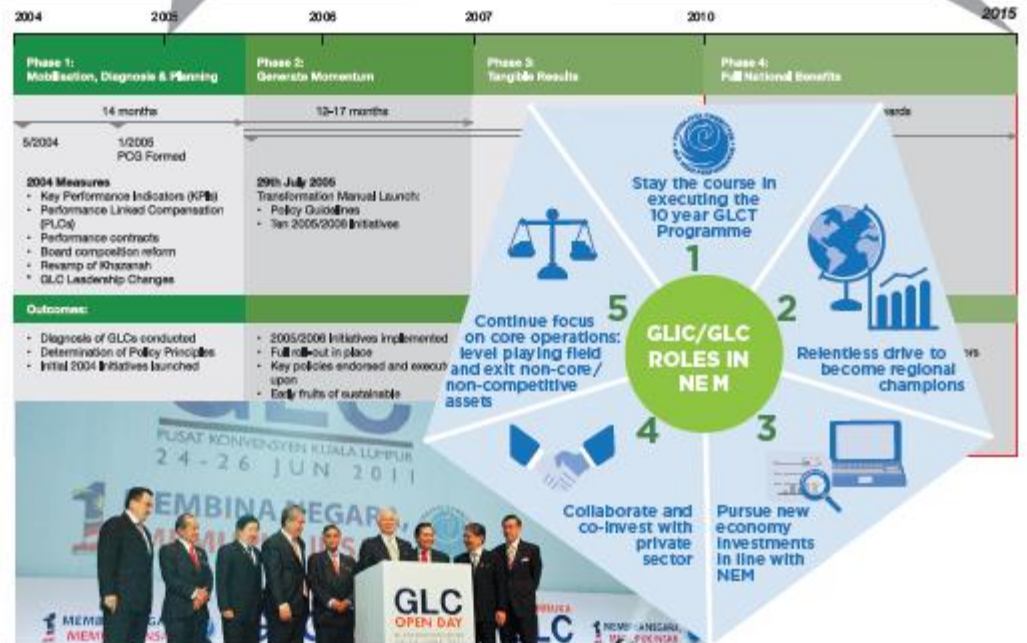 2004 2005 2006 2007 2010 2015
Phase 1:
Mobilisation, Diagnosis & Planning
Phase 2:
Generate Momentum
Phase 3:
Tangible Results
Phase 4:
Full National Benefits
14 months
12-17 months
5/2004
1/2005
PCG Formed
2004 Measures
• Key Performance Indicators (KPIs)
• Performance Linked Compensation
(PLCs)
• Performance contracts
• Board composition reform
• Revamp of Khazanah
• GLC Leadership Changes
29th July 2005
Transformation Manual Launch:
• Policy Guidelines
• Ten 2005/2006 Initiatives
Outcomes:
• Diagnosis of GLCs conducted
• Determination of Policy Principles
• Initial 2004 Initiatives launched
• 2005/2006 Initiatives implemented
• Full roll-out in place
• Key policies endorsed and
upon
• Early fruits of sustainable
GLIC/GLC
ROLES IN
NEM
1
Stay the course in
executing the
10 year GLCT
Programme
2
Relentless drive to
become regional
champions
3
Pursue new
economy
investments
in line with
NEM
4
Collaborate and
co-invest with
private
sector
5
Continue focus
on core operations:
level playing field
and exit non-core/
non-competitive
assets
GLC
PUSAT KONVENSYEN KUALA LUMPUR
24-26 JUN 2011
MEMBINA NEGARA,
GLC
OPEN DAY